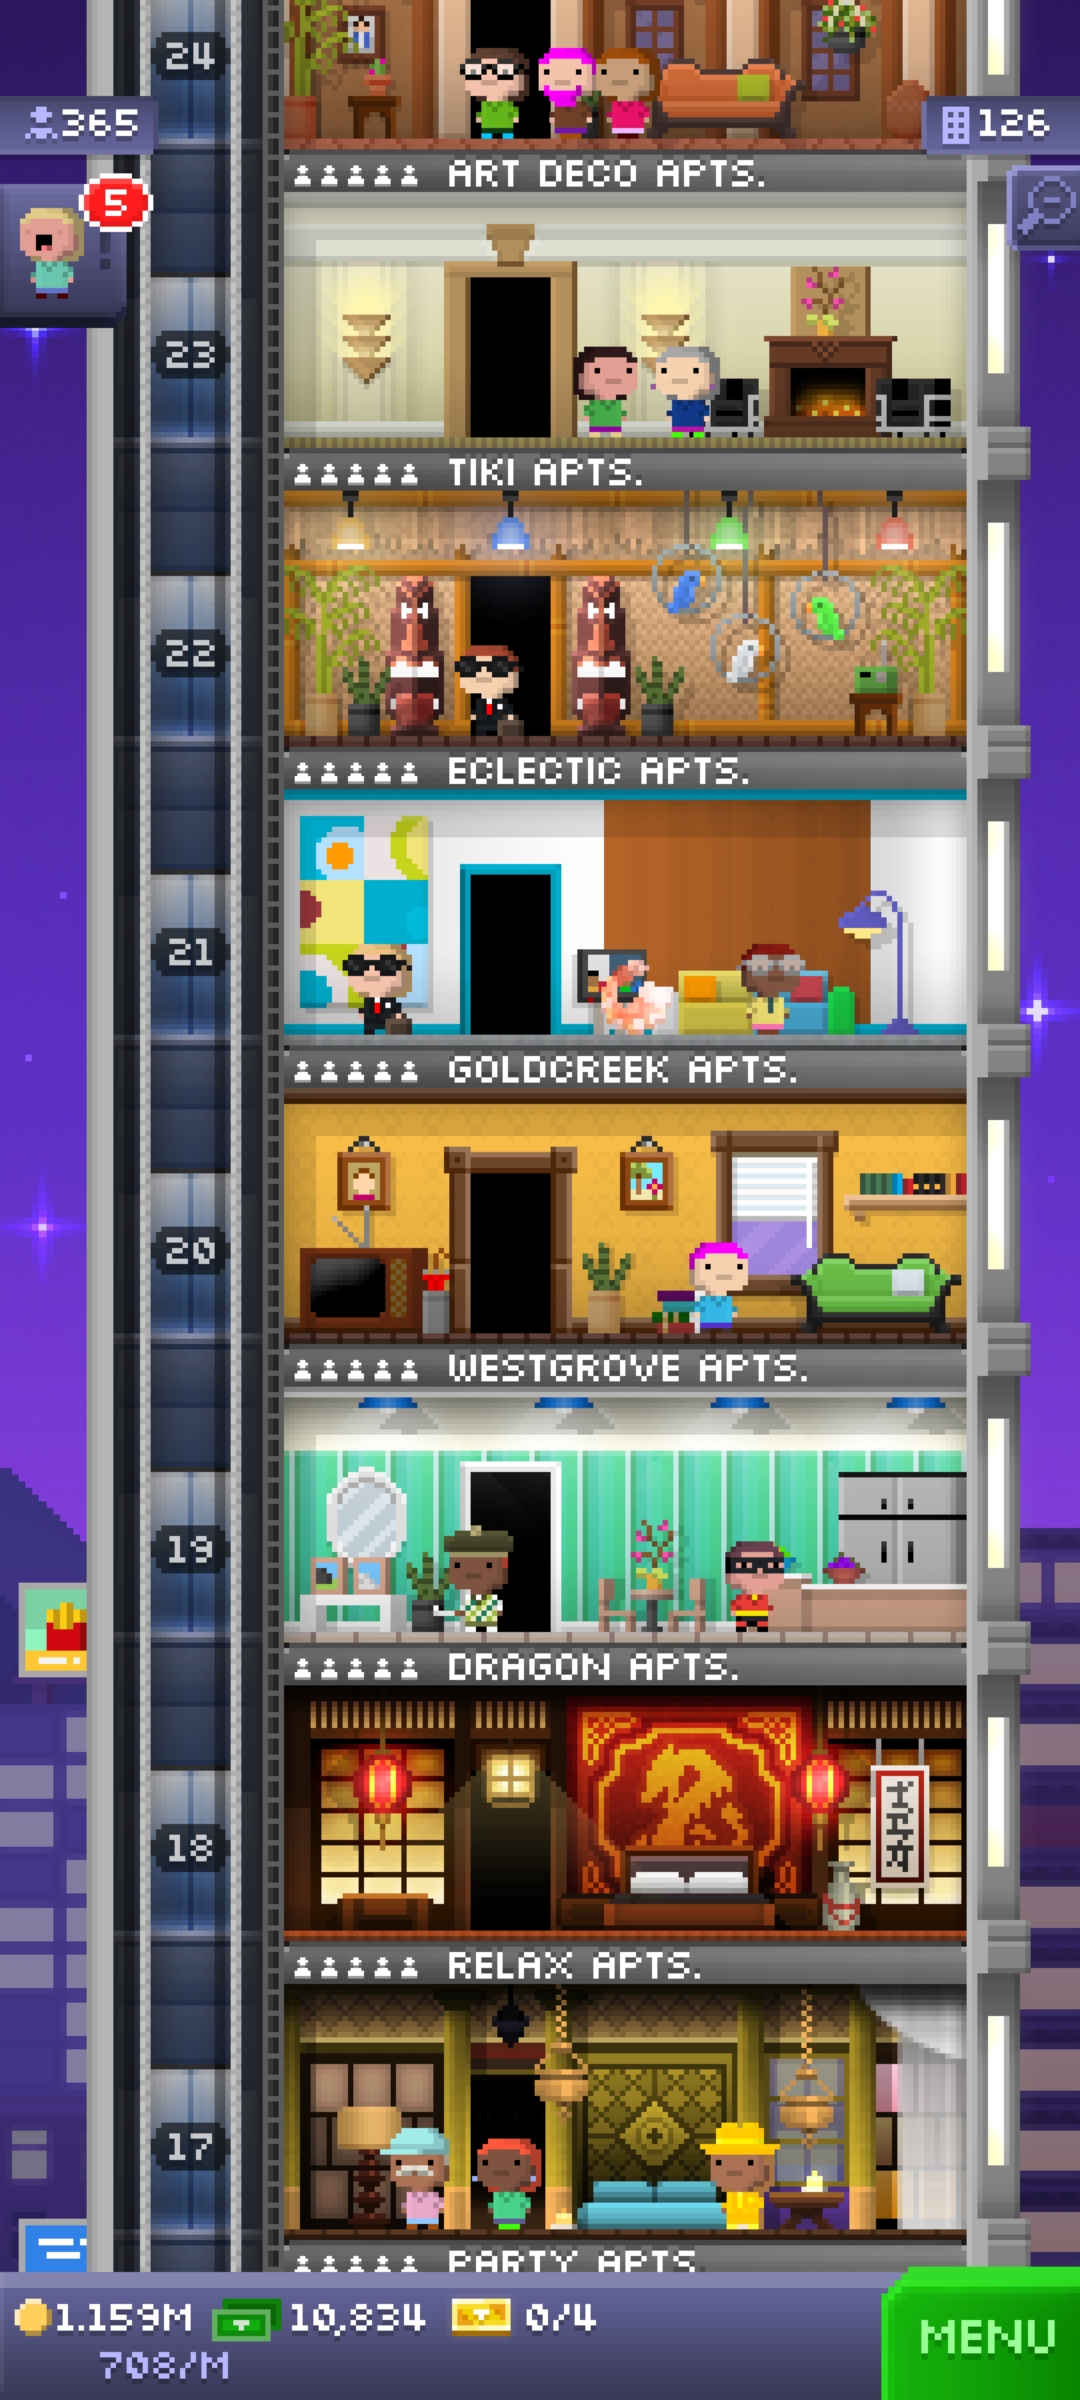 24
365
126
5
ART DECO APTS.
23
TIKI APTS.
22
ECLECTIC APTS.
21
GOLDCREEK APTS.
20
WESTGROVE APTS.
19
DRAGON APTS.
18
RELAX APTS.
17
PARTY APTS.
1.159M 10,834 0/4
708/M
MENU